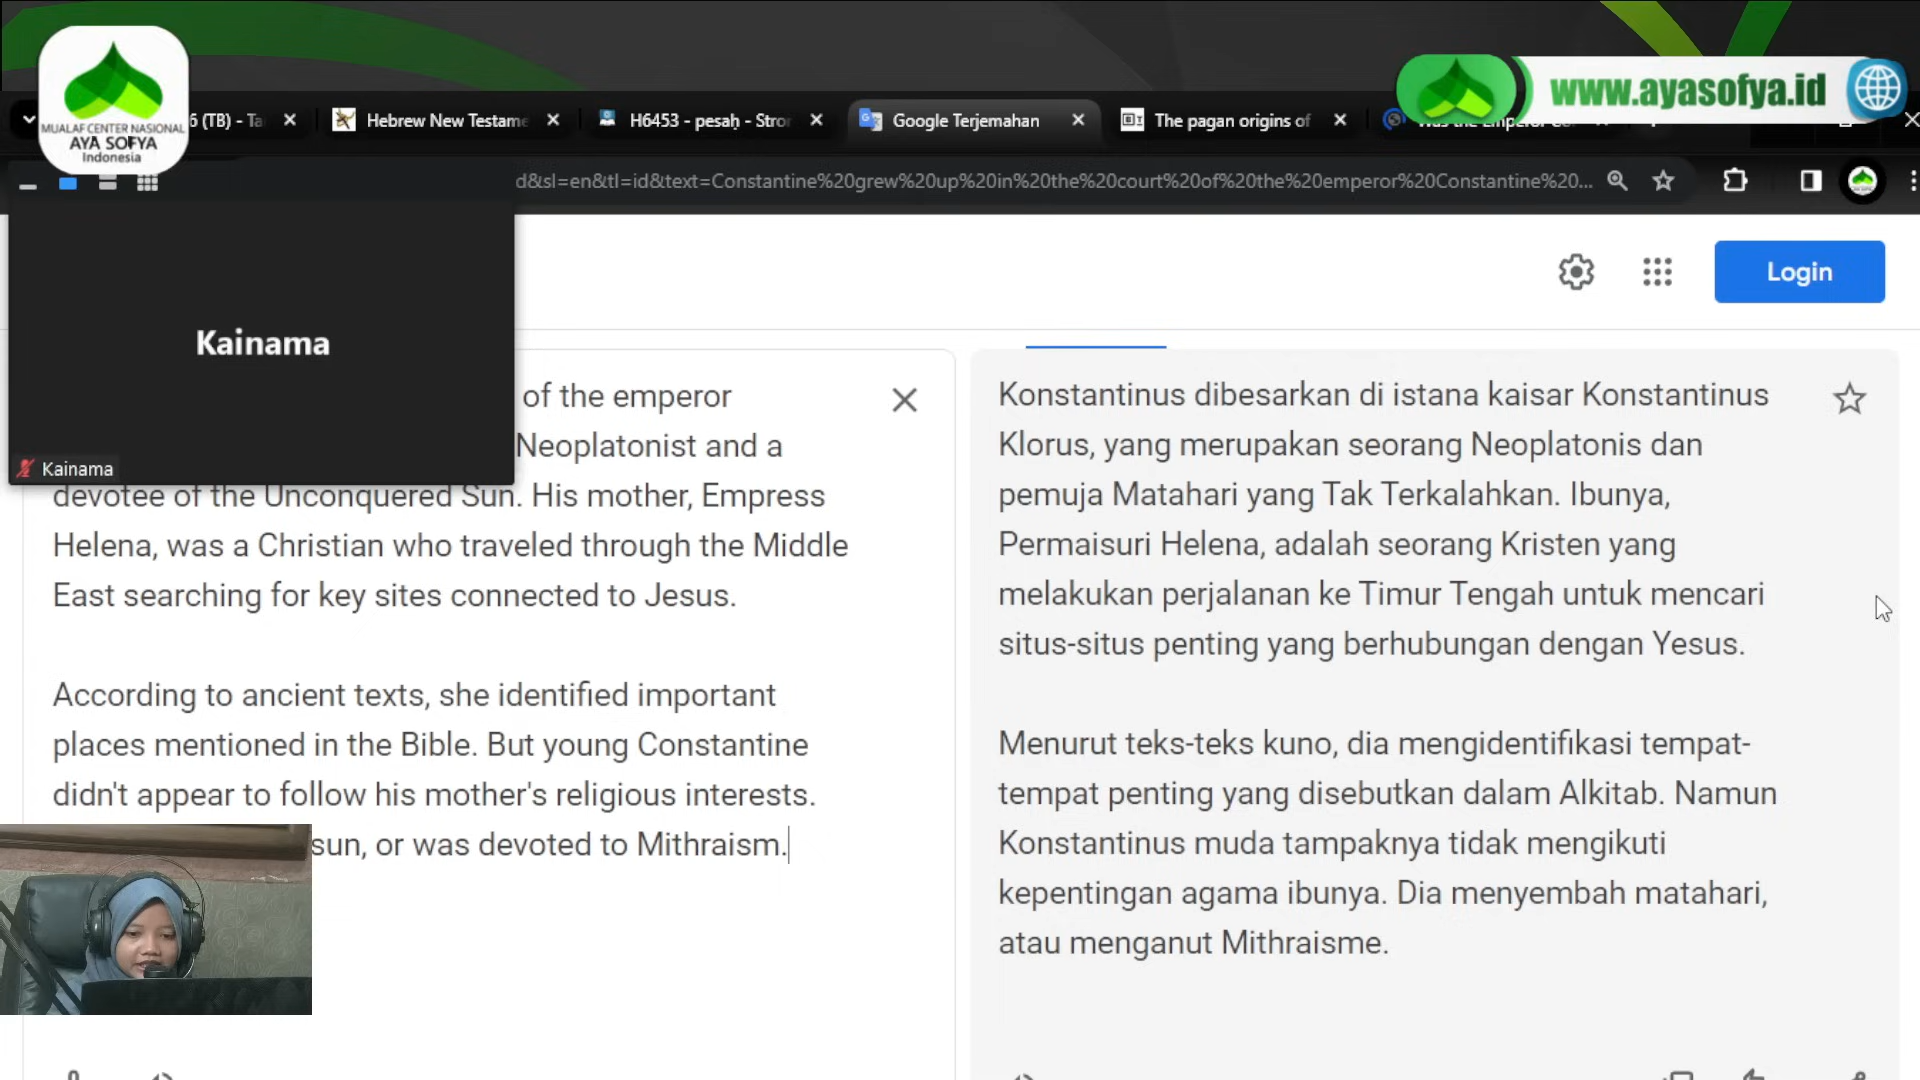 MUALAF CENTER NASIONAL
AYA SOFYA
Indonesia
www.ayasofya.id
6 (TB) - Ta
Hebrew New Testame
H6453 - pesaḥ - Stro
Google Terjemahan
The pagan origins of
d&sl=en&tl=id&text=Constantine%20grew%20up%20in%20the%20court%20of%20the%20emperor%20Constantine%20...
Login
Kainama
Kainama
of the emperor
Neoplatonist and a
devotee of the Unconquered Sun. His mother, Empress
Helena, was a Christian who traveled through the Middle
East searching for key sites connected to Jesus.
According to ancient texts, she identified important
places mentioned in the Bible. But young Constantine
didn't appear to follow his mother's religious interests.
sun, or was devoted to Mithraism.
Konstantinus dibesarkan di istana kaisar Konstantinus
Klorus, yang merupakan seorang Neoplatonis dan
pemuja Matahari yang Tak Terkalahkan. Ibunya,
Permaisuri Helena, adalah seorang Kristen yang
melakukan perjalanan ke Timur Tengah untuk mencari
situs-situs penting yang berhubungan dengan Yesus.
Menurut teks-teks kuno, dia mengidentifikasi tempat-
tempat penting yang disebutkan dalam Alkitab. Namun
Konstantinus muda tampaknya tidak mengikuti
kepentingan agama ibunya. Dia menyembah matahari,
atau menganut Mithraisme.